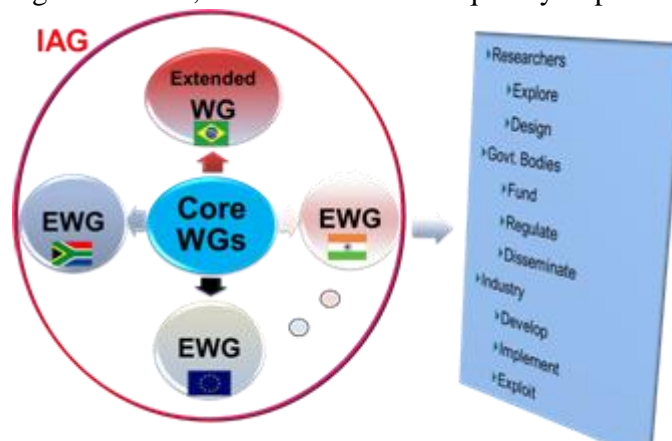 IAG
Extended
WG
EWG
Core
WGs
EWG
EWG
Researchers
Explore
Design
Govt. Bodies
Fund
Regulate
Disseminate
Industry
Develop
Implement
Exploit